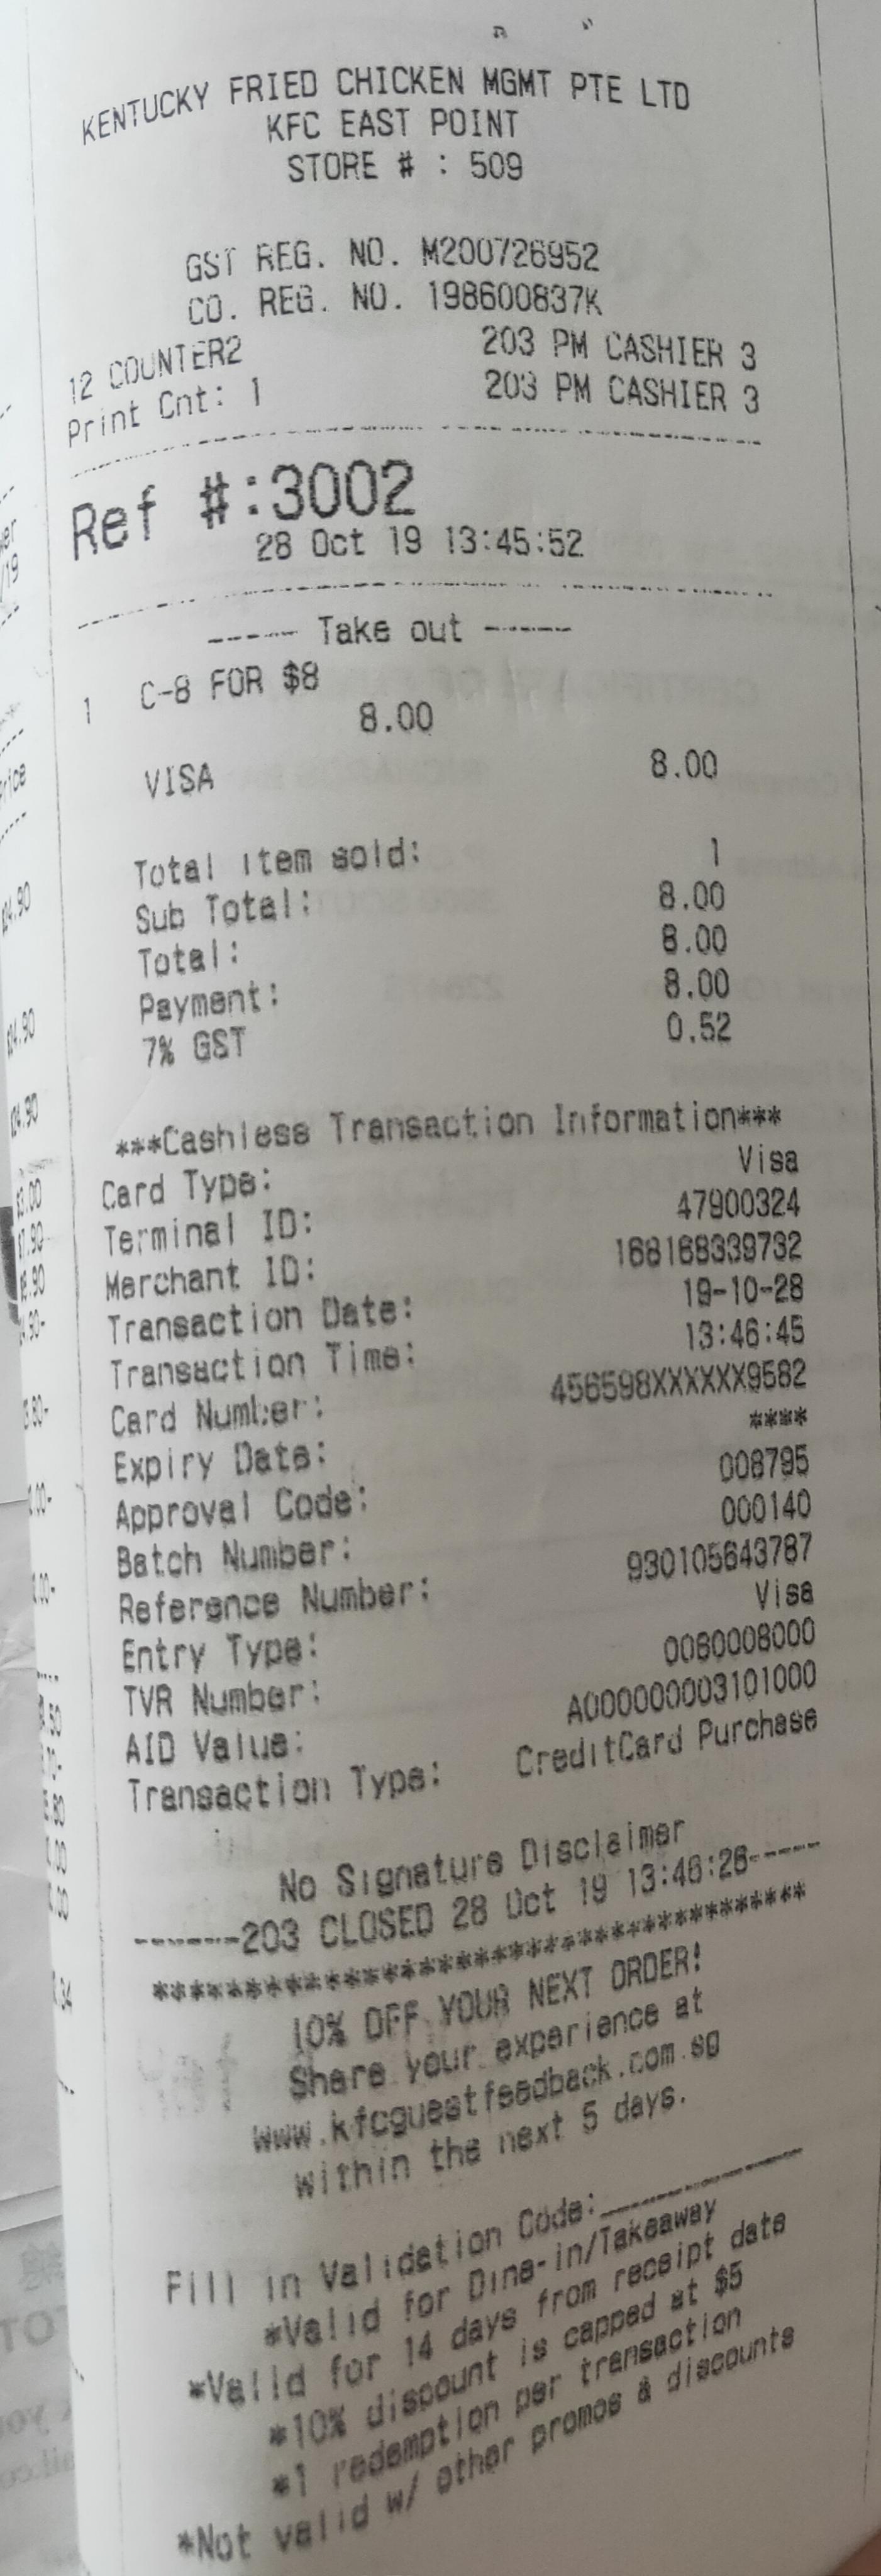 KENTUCKY FRIED CHICKEN MGMT PTE LTD
KFC EAST POINT
STORE # : 509
GST REG. NO. M200726952
CO. REG. NO. 198600837K
12 COUNTER2 203 PM CASHIER 3
Print Cnt: 1 203 PM CASHIER 3
Ref #:3002
28 Oct 19 13:45:52
----- Take out -----
1 C-8 FOR $8
8.00
VISA 8.00
Total item sold: 1
Sub Total: 8.00
Total: 8.00
Payment: 8.00
7% GST 0.52
***Cashless Transaction Information***
Card Type: Visa
Terminal ID: 47900324
Merchant ID: 168168339732
Transaction Date: 19-10-28
Transaction Time: 13:46:45
Card Number: 456598XXXXXX9582
Expiry Date: ****
Approval Code: 008795
Batch Number: 000140
Reference Number: 930105643787
Entry Type: Visa
TVR Number: 0080008000
AID Value: A000000003101000
Transaction Type: CreditCard Purchase
No Signature Disclaimer
------203 CLOSED 28 Oct 19 13:46:26-----
************************************
10% OFF YOUR NEXT ORDER!
Share your experience at
www.kfcguestfeedback.com.sg
within the next 5 days.
Fill in Validation Code:____________
*Valid for Dine-in/Takeaway
*Valid for 14 days from receipt date
*10% discount is capped at $5
*1 redemption per transaction
*Not valid w/ other promos & discounts